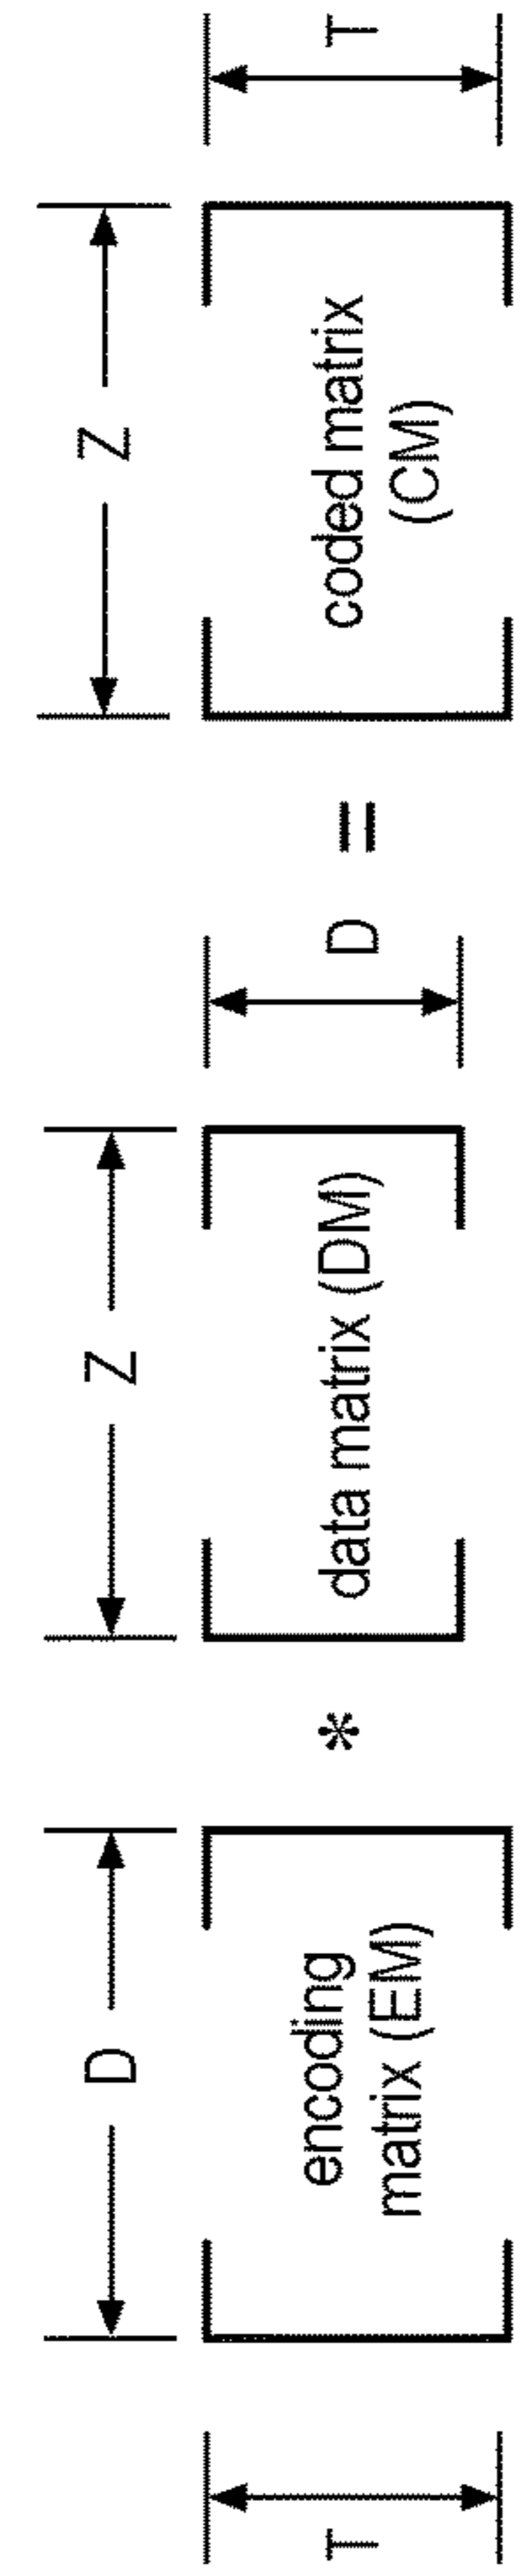 D
T
encoding
matrix (EM)
*
Z
data matrix (DM)
D
=
Z
coded matrix
(CM)
T